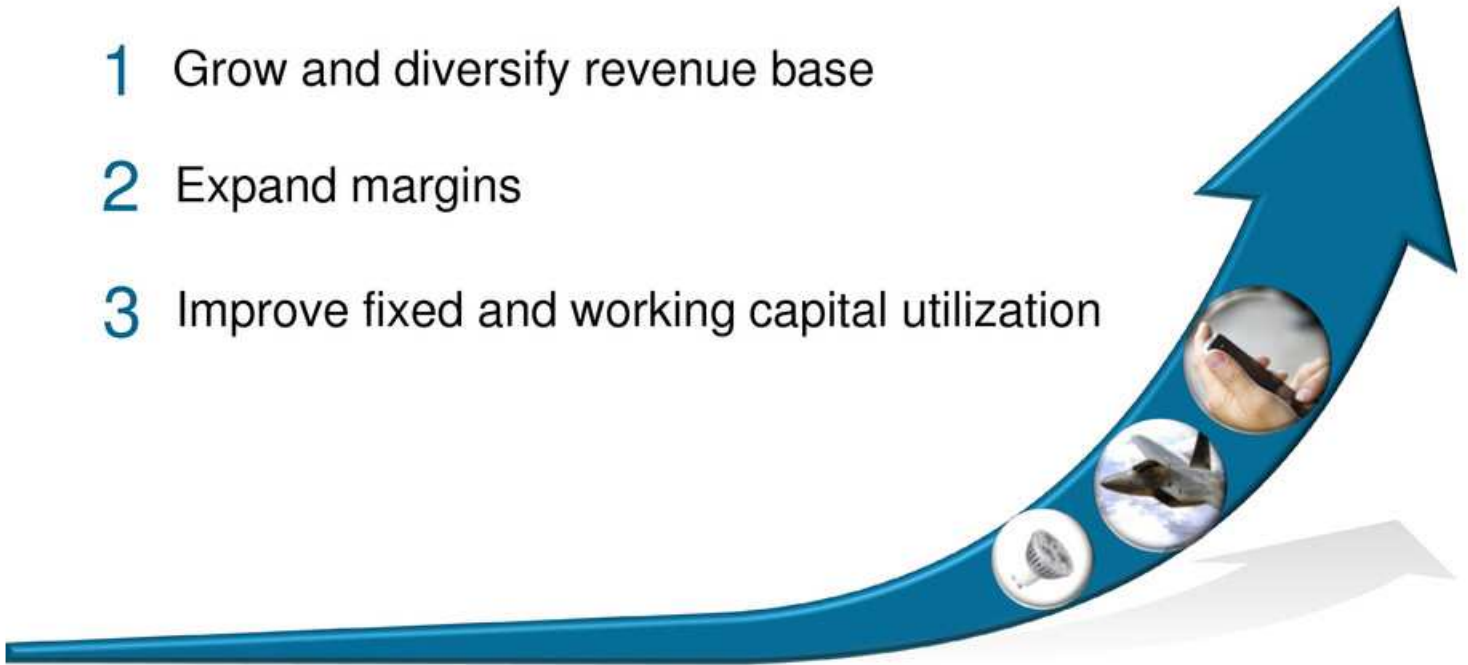 1 Grow and diversify revenue base
2 Expand margins
3 Improve fixed and working capital utilization